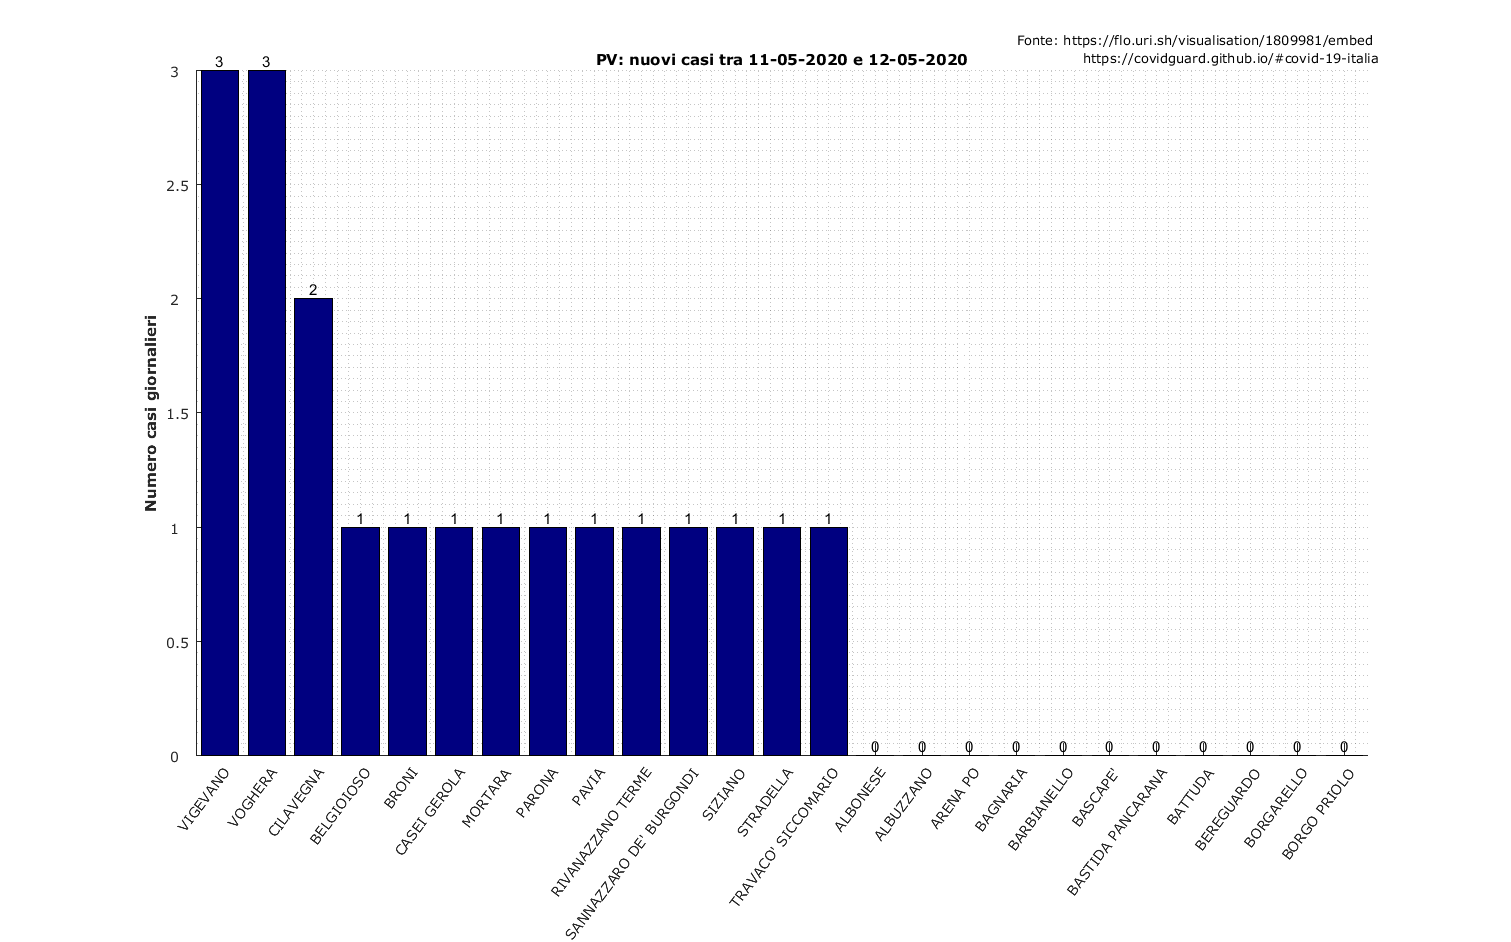 Fonte: https://flo.uri.sh/visualisation/1809981/embed
https://covidguard.github.io/#covid-19-italia
PV: nuovi casi tra 11-05-2020 e 12-05-2020
Numero casi giornalieri
3
2.5
2
1.5
1
0.5
0
3 3 2 1 1 1 1 1 1 1 1 1 1 1 0 0 0 0 0 0 0 0 0 0 0
VIGEVANO
VOGHERA
CILAVEGNA
BELGIOIOSO
BRONI
CASEI GEROLA
MORTARA
PARONA
PAVIA
RIVANAZZANO TERME
SANNAZZARO DE' BURGONDI
SIZIANO
STRADELLA
TRAVACO' SICCOMARIO
ALBONESE
ALBUZZANO
ARENA PO
BAGNARIA
BARBIANELLO
BASCAPE'
BASTIDA PANCARANA
BATTUDA
BEREGUARDO
BORGARELLO
BORGO PRIOLO